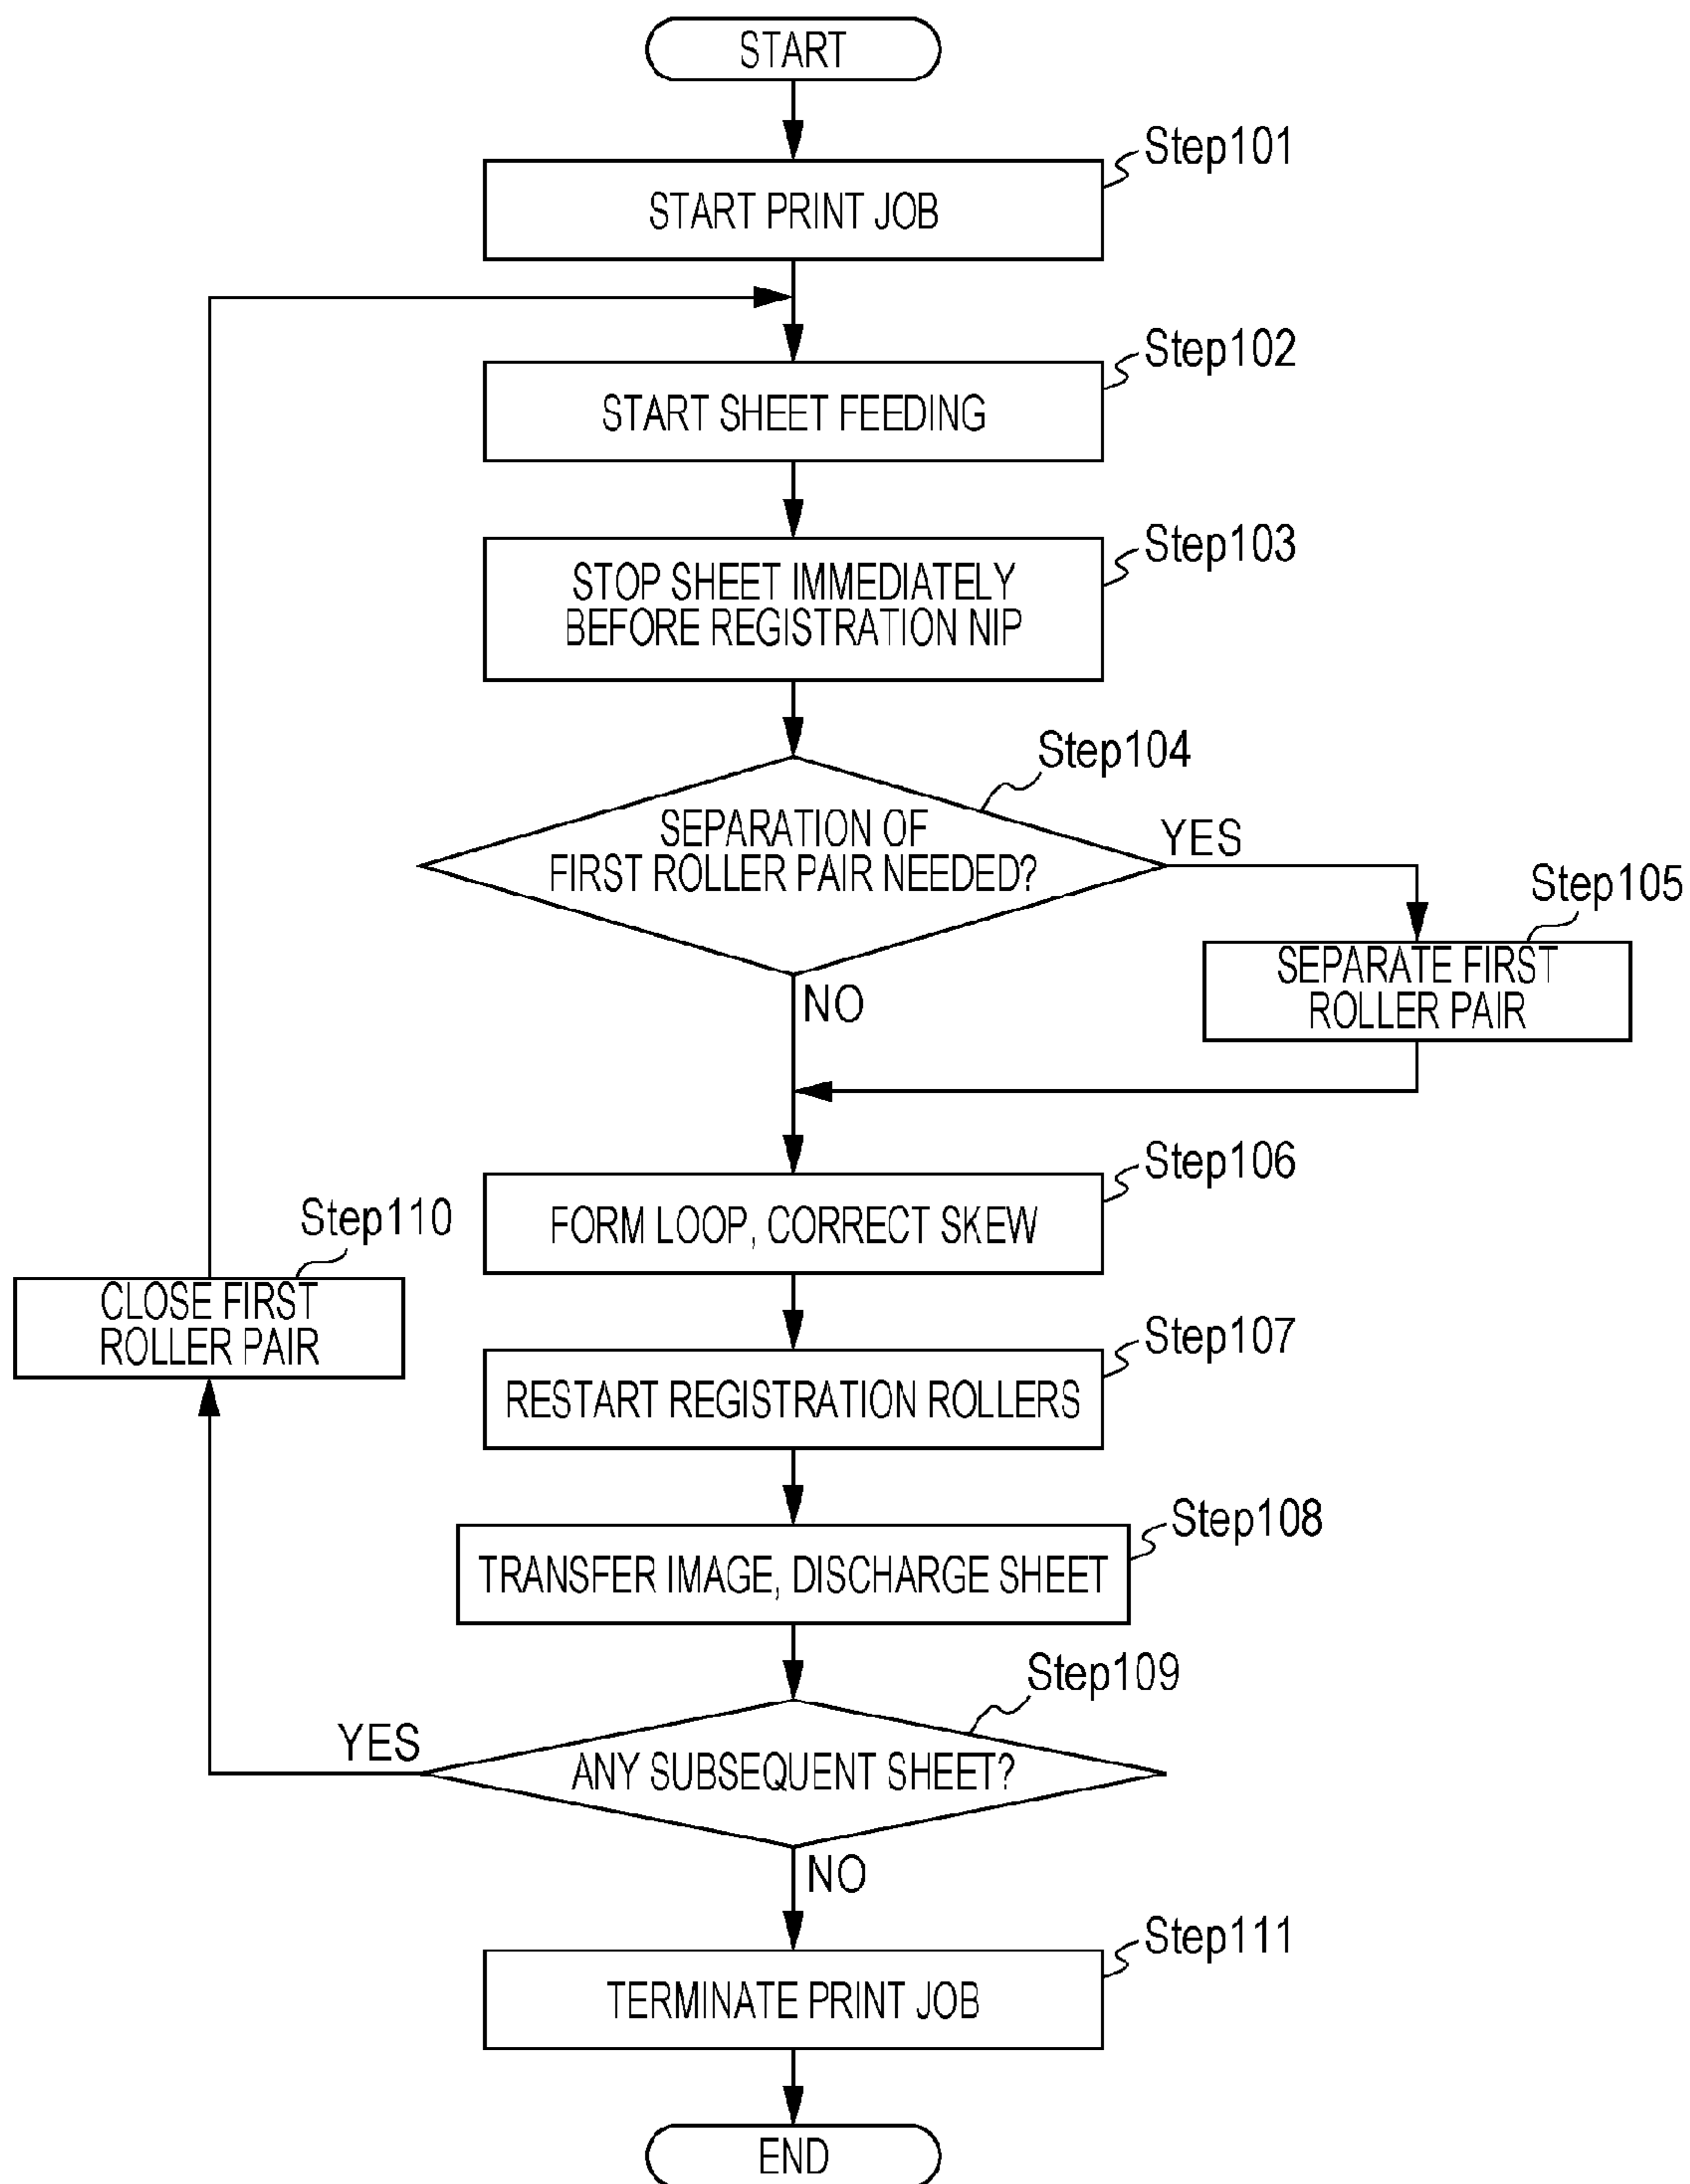 START
Step101
START PRINT JOB
Step102
START SHEET FEEDING
Step103
STOP SHEET IMMEDIATELY
BEFORE REGISTRATION NIP
Step104
SEPARATION OF
FIRST ROLLER PAIR NEEDED?
YES
Step105
SEPARATE FIRST
ROLLER PAIR
NO
Step106
FORM LOOP, CORRECT SKEW
Step110
CLOSE FIRST
ROLLER PAIR
Step107
RESTART REGISTRATION ROLLERS
Step108
TRANSFER IMAGE, DISCHARGE SHEET
Step109
YES
ANY SUBSEQUENT SHEET?
NO
Step111
TERMINATE PRINT JOB
END